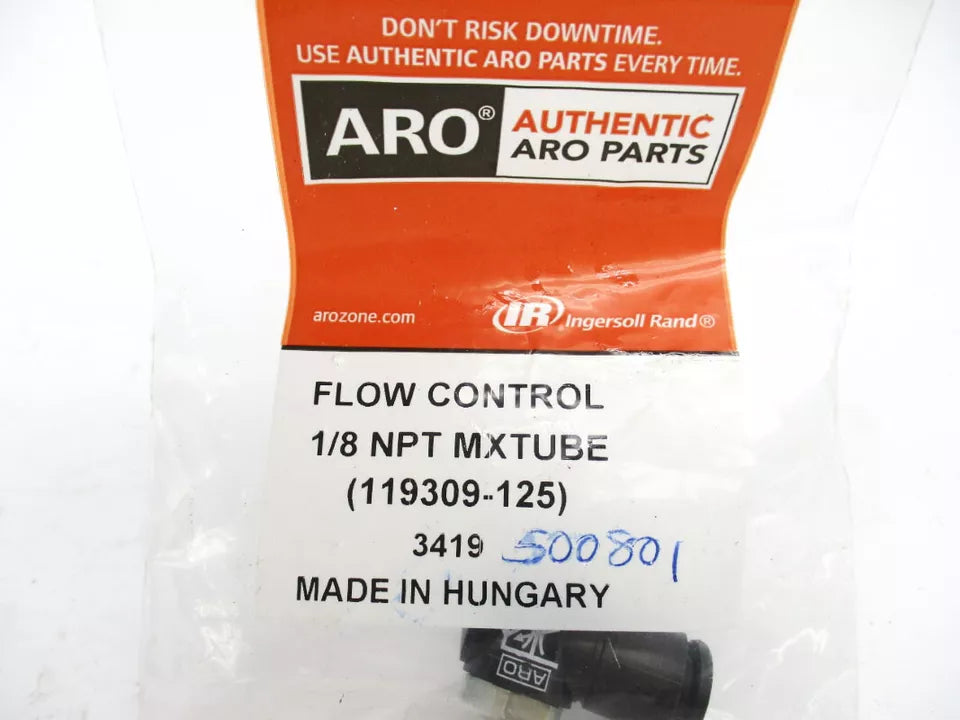 DON'T RISK DOWNTIME.
USE AUTHENTIC ARO PARTS EVERY TIME.
ARO® AUTHENTIC
ARO PARTS
arozone.com IR Ingersoll Rand®
FLOW CONTROL
1/8 NPT MXTUBE
(119309-125)
3419 500801
MADE IN HUNGARY
ARO